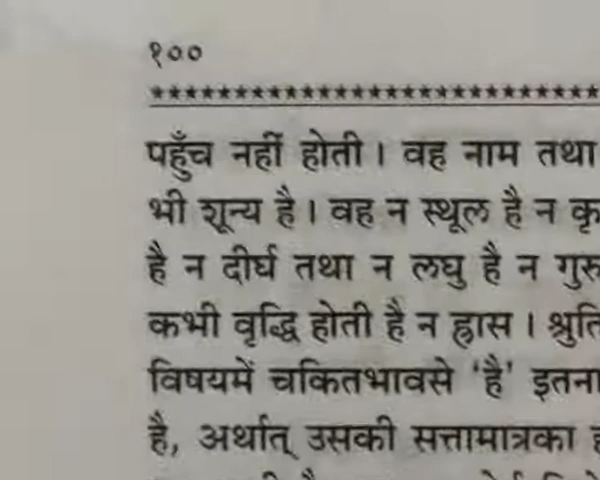 १००
****************************
पहुँच नहीं होती। वह नाम तथा
भी शून्य है। वह न स्थूल है न कृ
है न दीर्घ तथा न लघु है न गुरु
कभी वृद्धि होती है न ह्रास। श्रुति
विषयमें चकितभावसे 'है' इतना
है, अर्थात् उसकी सत्तामात्रका